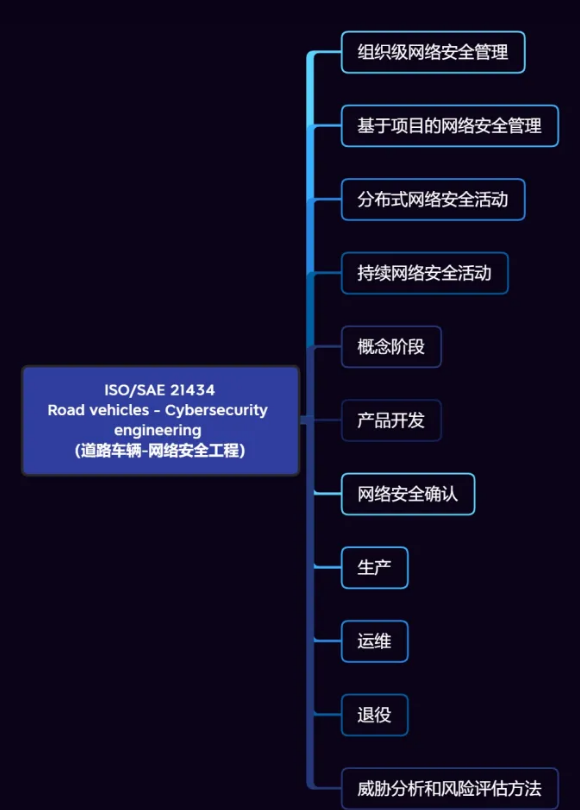 组织级网络安全管理
基于项目的网络安全管理
分布式网络安全活动
持续网络安全活动
概念阶段
ISO/SAE 21434
Road vehicles - Cybersecurity
engineering
(道路车辆-网络安全工程)
产品开发
网络安全确认
生产
运维
退役
威胁分析和风险评估方法